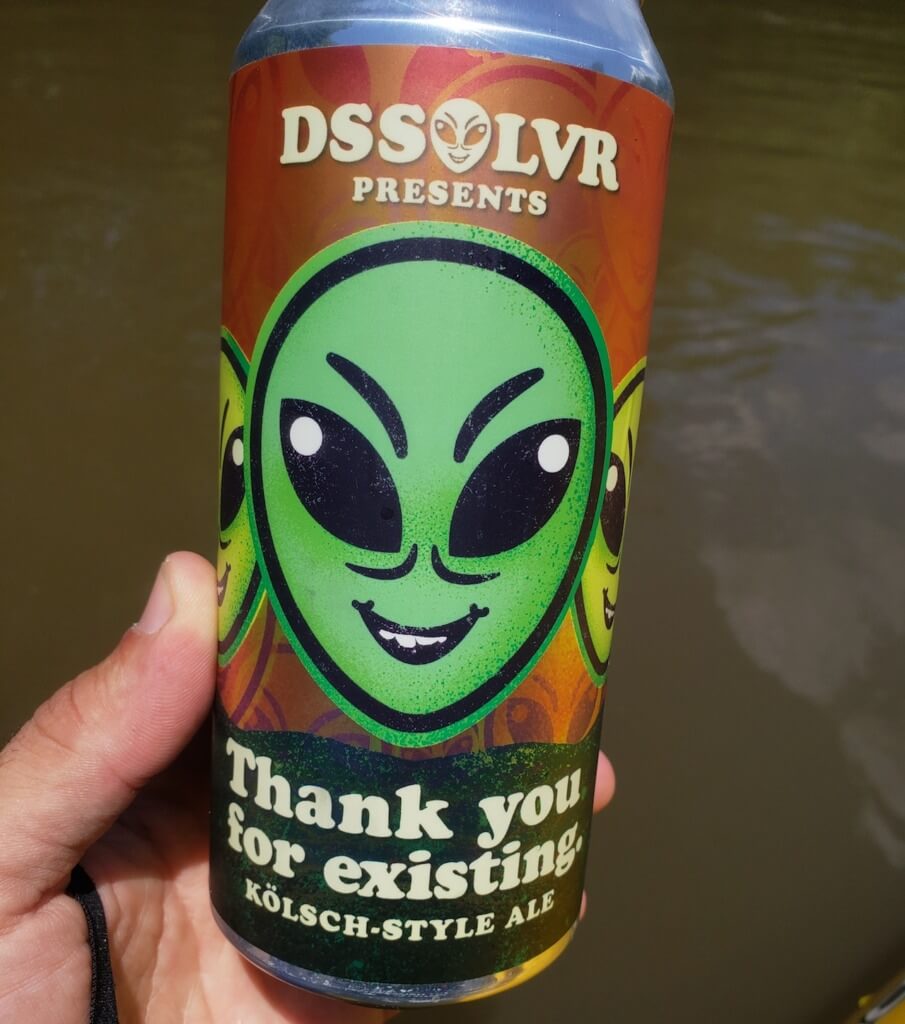 DSSOLVR
PRESENTS
Thank you
for existing.
KÖLSCH-STYLE ALE